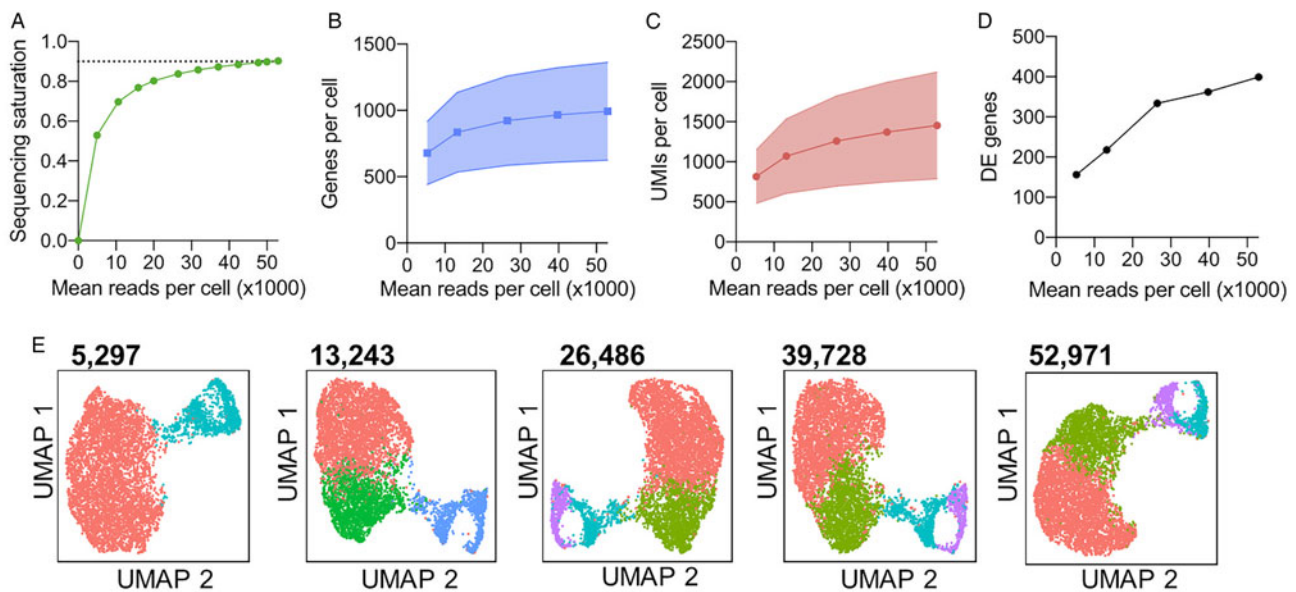 A
Sequencing saturation
1.0
0.8
0.6
0.4
0.2
0.0
0 10 20 30 40 50
Mean reads per cell (x1000)
B
Genes per cell
1500
1000
500
0
0 10 20 30 40 50
Mean reads per cell (x1000)
C
UMIs per cell
2500
2000
1500
1000
500
0
0 10 20 30 40 50
Mean reads per cell (x1000)
D
DE genes
500
400
300
200
100
0
0 10 20 30 40 50
Mean reads per cell (x1000)
E
5,297
UMAP 1
UMAP 2
13,243
UMAP 1
UMAP 2
26,486
UMAP 1
UMAP 2
39,728
UMAP 1
UMAP 2
52,971
UMAP 1
UMAP 2